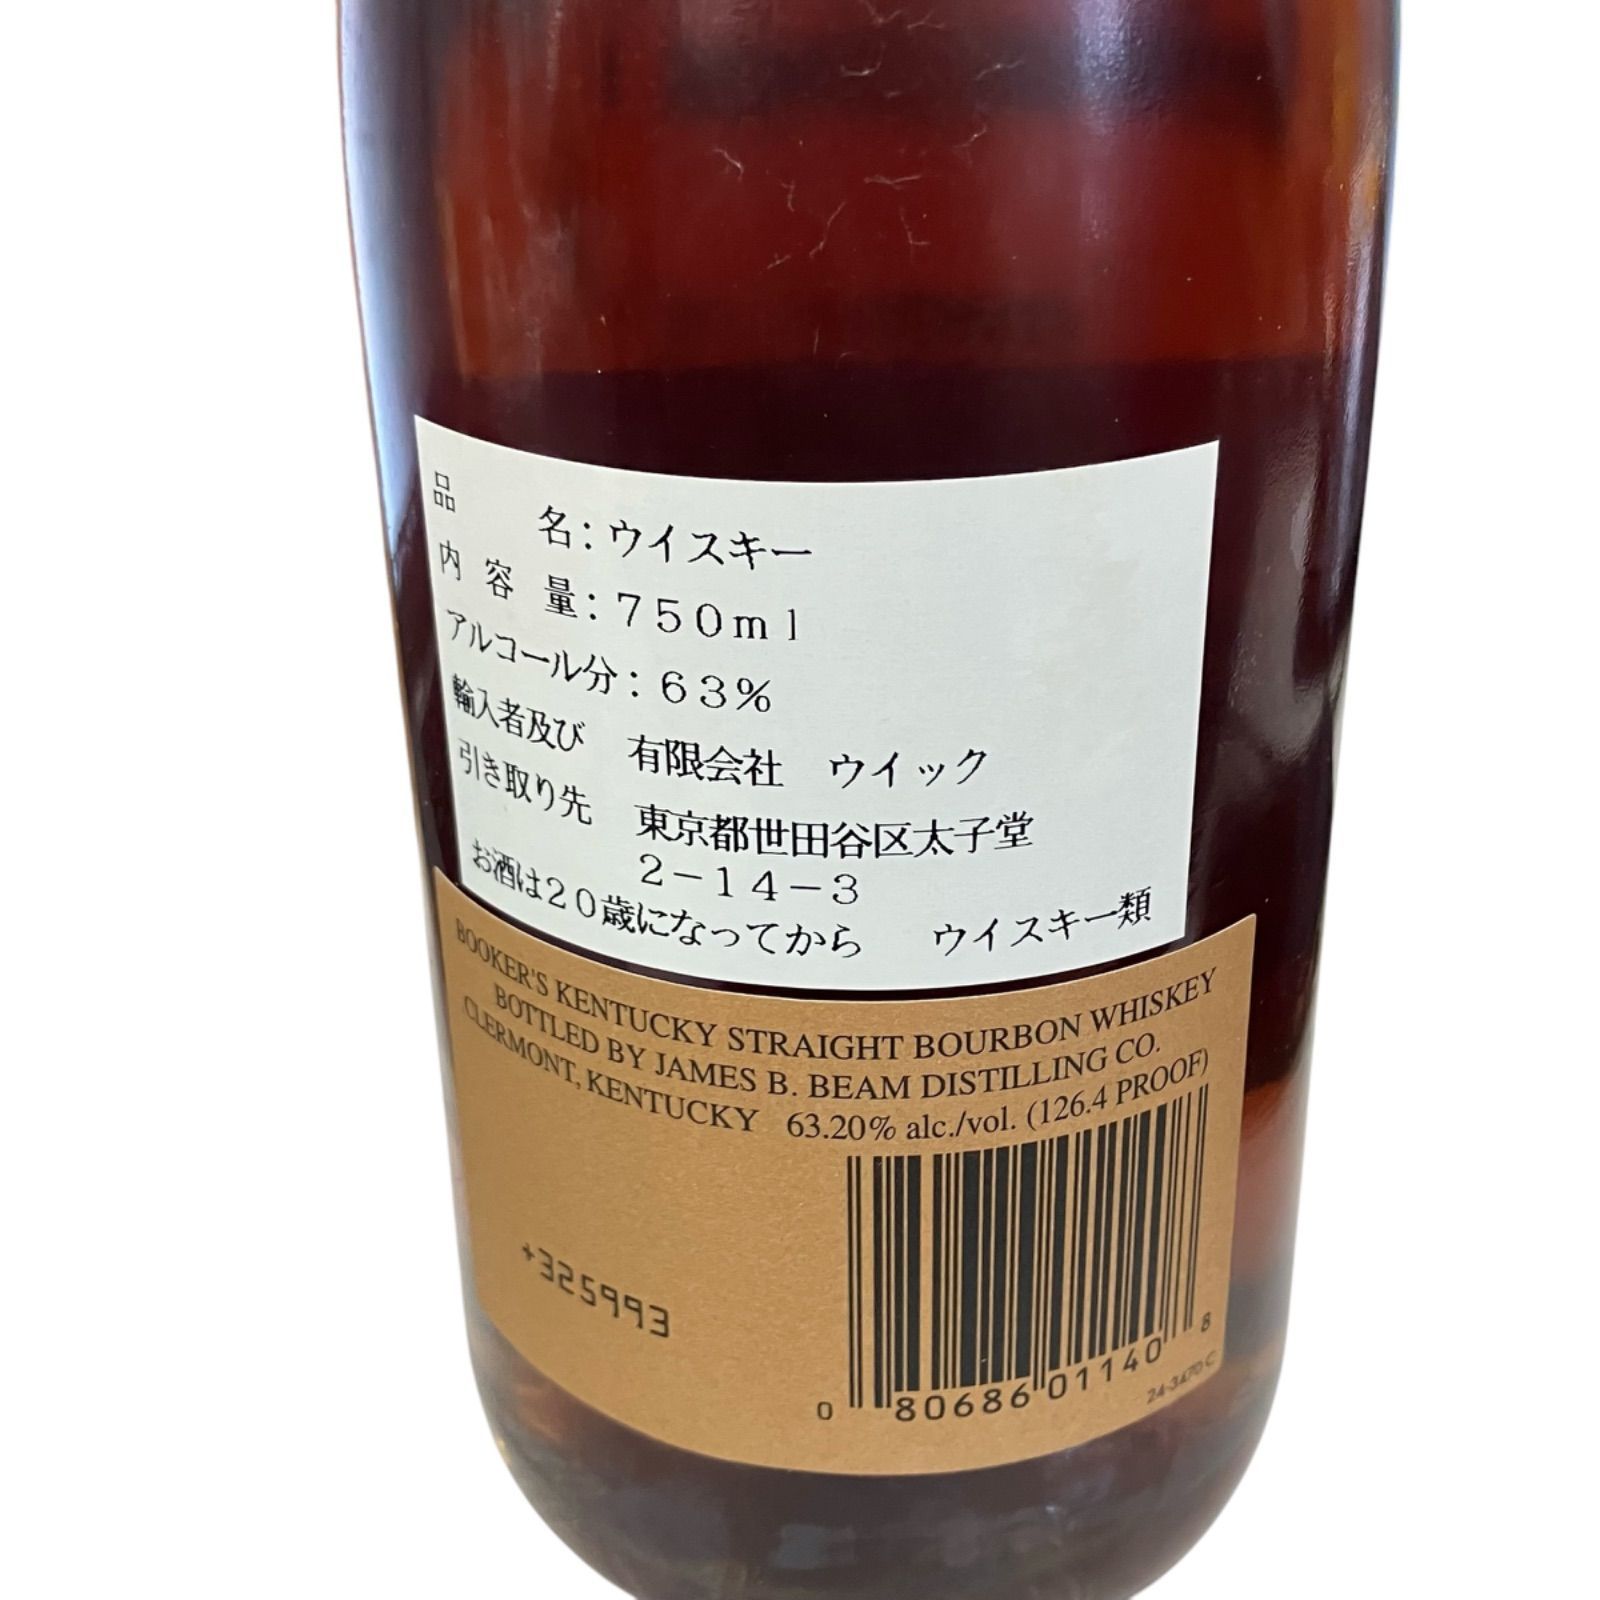 品　　名：ウイスキー
内 容 量：７５０ｍｌ
アルコール分：６３％
輸入者及び　有限会社　ウイック
引き取り先　東京都世田谷区太子堂
２－１４－３
お酒は２０歳になってから　ウイスキー類
BOOKER'S KENTUCKY STRAIGHT BOURBON WHISKEY
BOTTLED BY JAMES B. BEAM DISTILLING CO.
CLERMONT, KENTUCKY 63.20% alc./vol. (126.4 PROOF)
+325993
0 80686 01140 8
24-3470 C